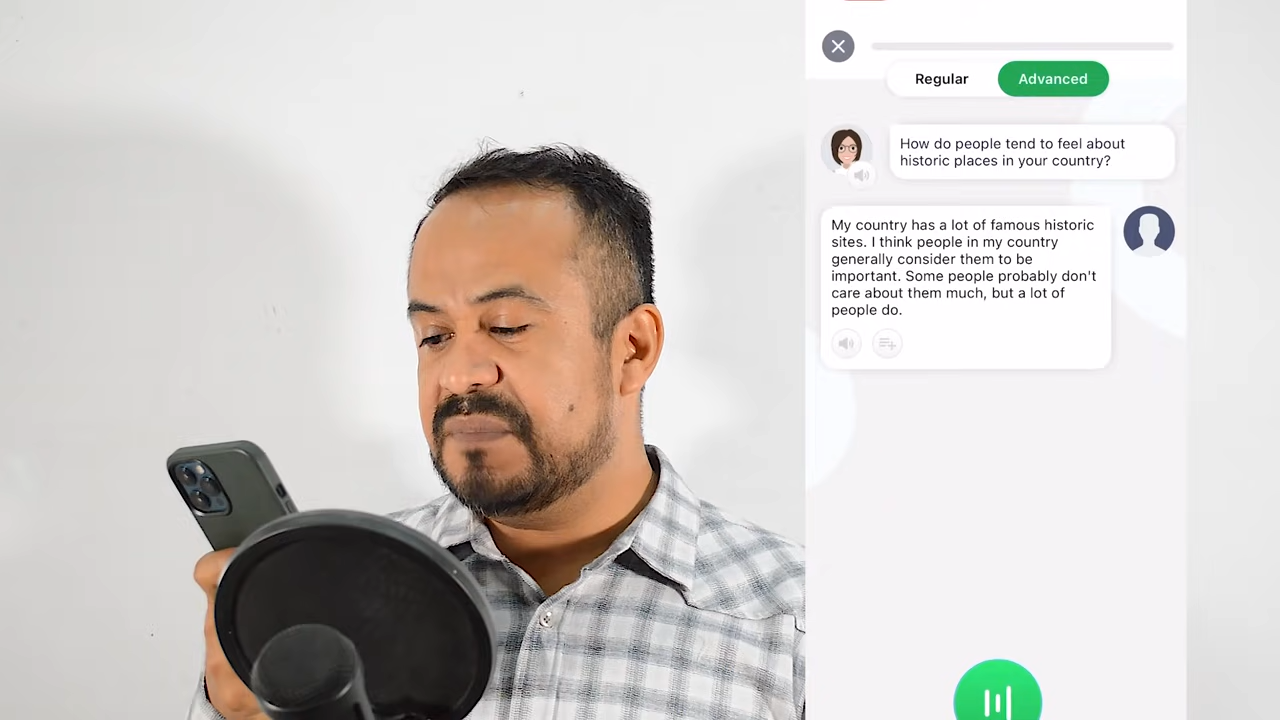 Regular
Advanced
How do people tend to feel about
historic places in your country?
My country has a lot of famous historic
sites. I think people in my country
generally consider them to be
important. Some people probably don't
care about them much, but a lot of
people do.